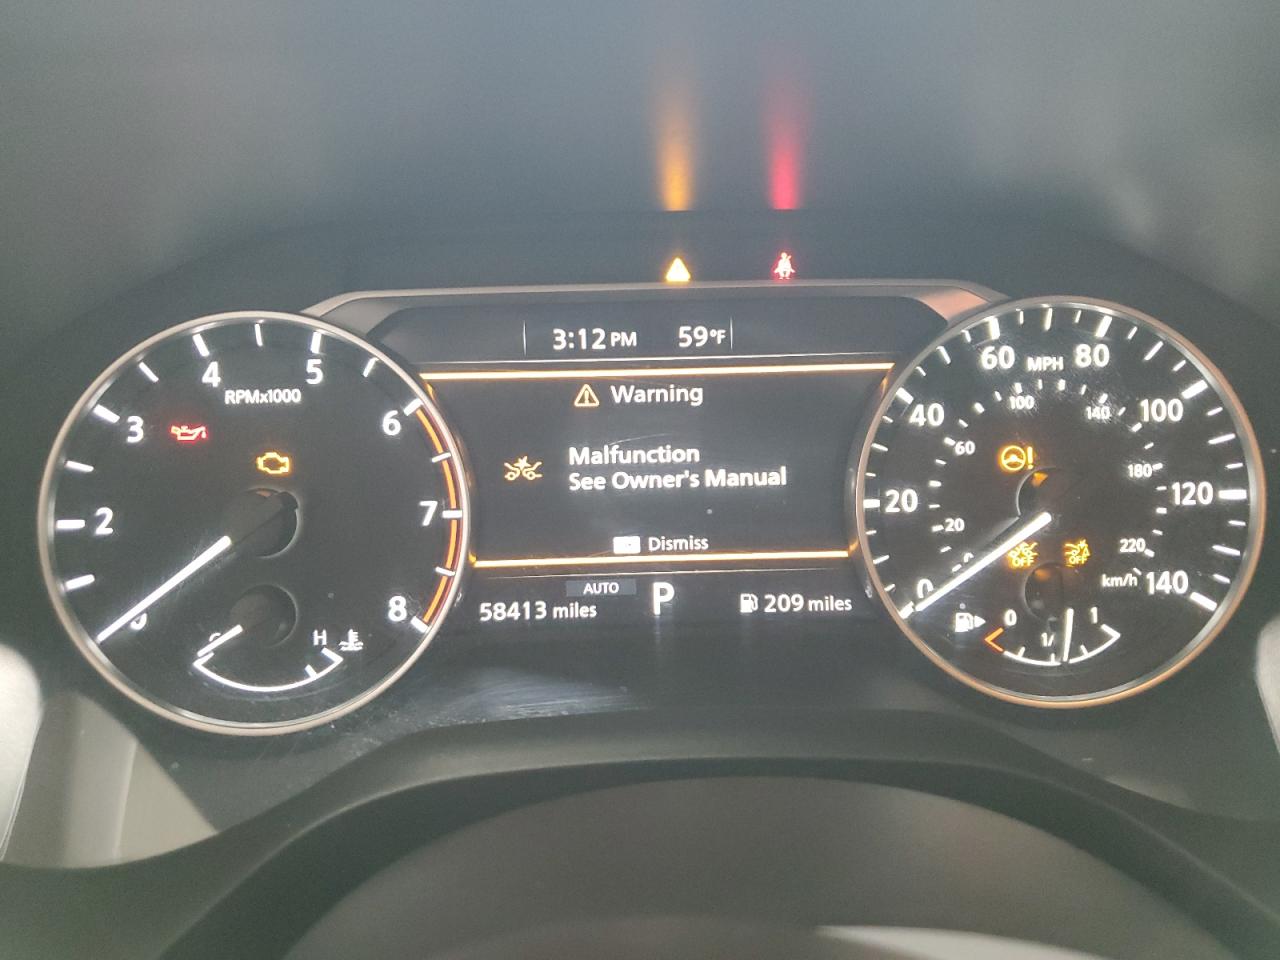 3:12 PM 59°F
Warning
Malfunction
See Owner's Manual
Dismiss
AUTO
58413 miles
P
209 miles
RPMx1000
2
3
4
5
6
7
8
H
MPH
0
20
40
60
80
100
120
140
20
60
100
140
180
220
km/h
OFF
OFF
0
1